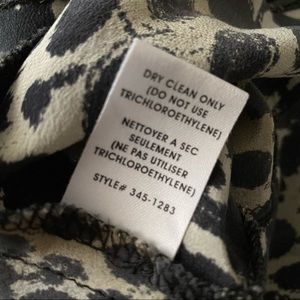 DRY CLEAN ONLY
(DO NOT USE
TRICHLOROETHYLENE)
NETTOYER A SEC
SEULEMENT
(NE PAS UTILISER
TRICHLOROETHYLENE)
STYLE# 345-1283